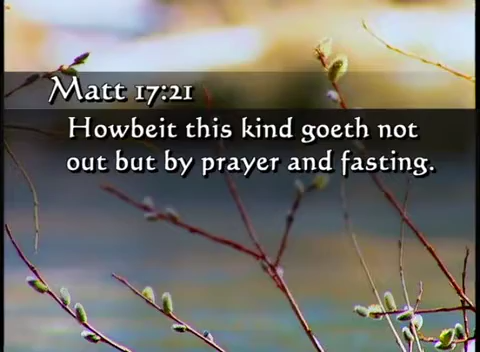 Matt 17:21
Howbeit this kind goeth not
out but by prayer and fasting.